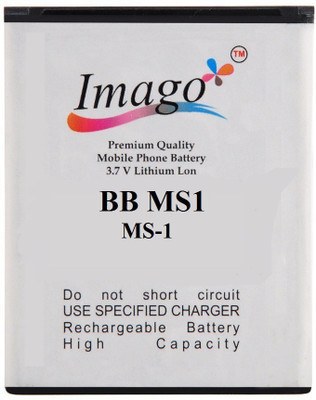 TM
Imago
Premium Quality
Mobile Phone Battery
3.7 V Lithium Lon
BB MS1
MS-1
Do not short circuit
USE SPECIFIED CHARGER
Rechargeable Battery
High Capacity